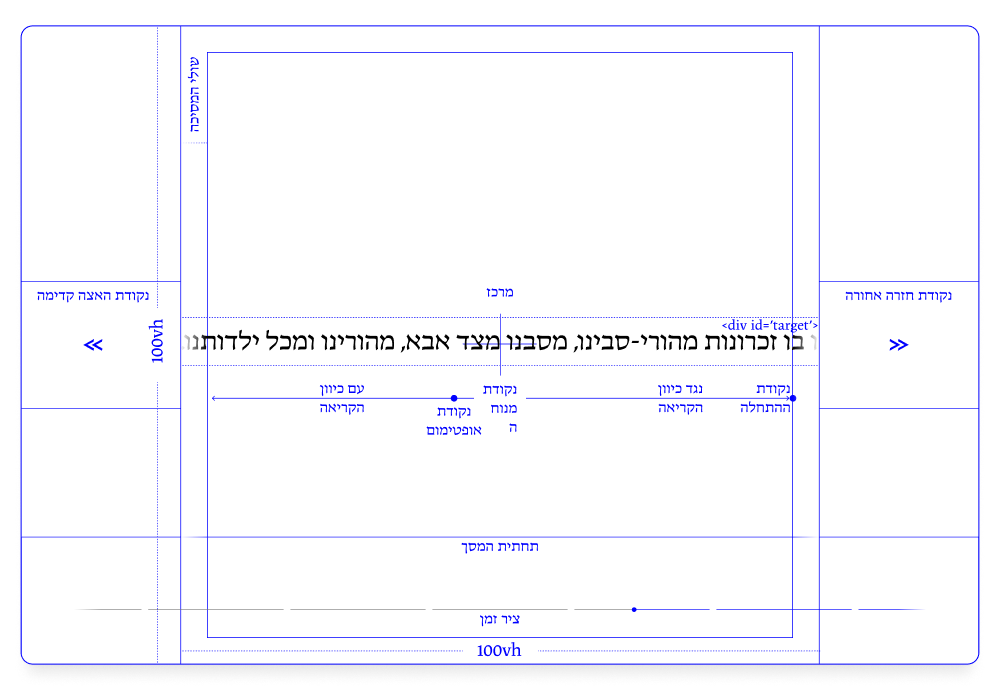 שולי המסיכה
נקודת חזרה אחורה
מרכז
נקודת האצה קדימה
100vh
<div id='target'>
ו בו זכרונות מהורי-סבינו, מסבנו מצד אבא, מהורינו ומכל ילדותנו.
»
«
נקודת
ההתחלה
נגד כיוון
הקריאה
נקודת
מנוח
ה
נקודת
אופטימום
עם כיוון
הקריאה
תחתית המסך
ציר זמן
100vh